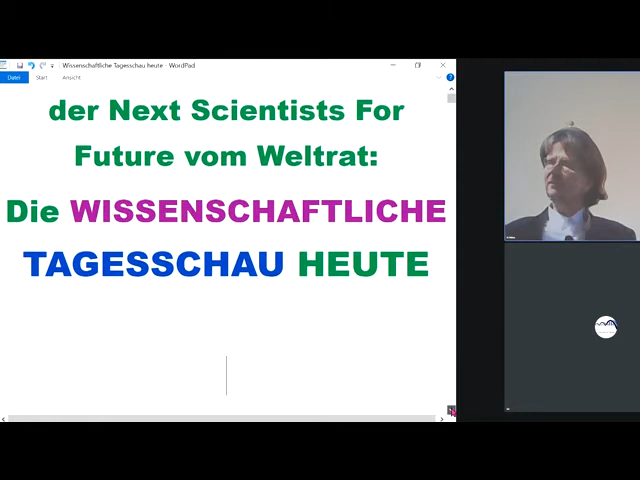 Wissenschaftliche Tagesschau heute - WordPad
Datei Start Ansicht
der Next Scientists For
Future vom Weltrat:
Die WISSENSCHAFTLICHE
TAGESSCHAU HEUTE